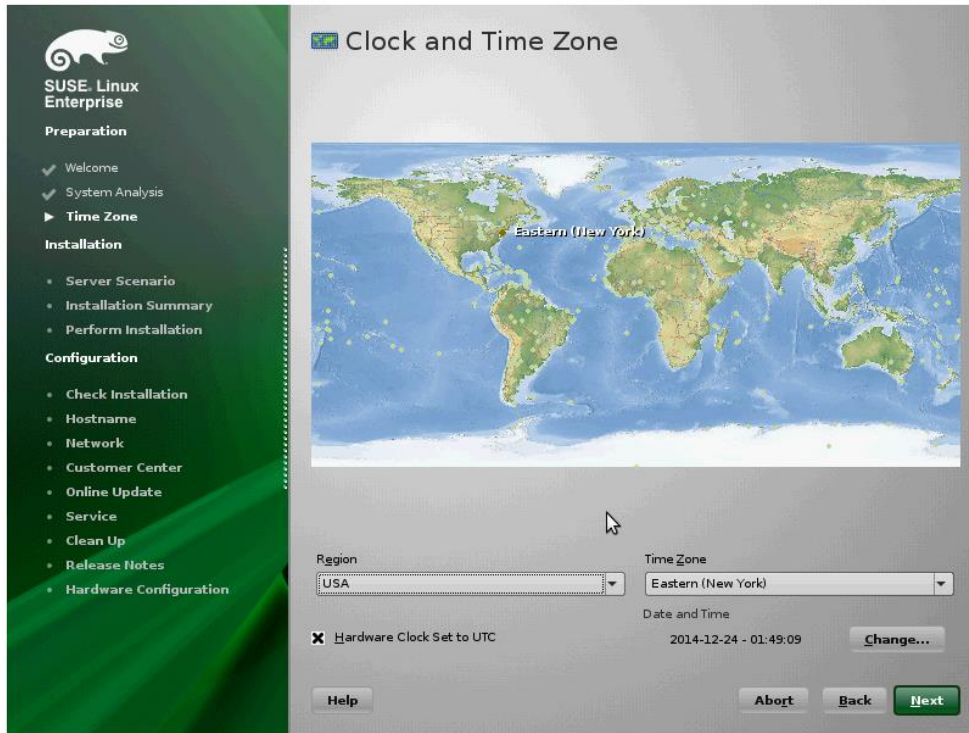 SUSE. Linux
Enterprise
Preparation
Welcome
System Analysis
Time Zone
Installation
Server Scenario
Installation Summary
Perform Installation
Configuration
Check Installation
Hostname
Network
Customer Center
Online Update
Service
Clean Up
Release Notes
Hardware Configuration
Clock and Time Zone
Eastern (New York)
Region
USA
Time Zone
Eastern (New York)
Hardware Clock Set to UTC
Date and Time
2014-12-24 - 01:49:09
Change...
Help
Abort
Back
Next